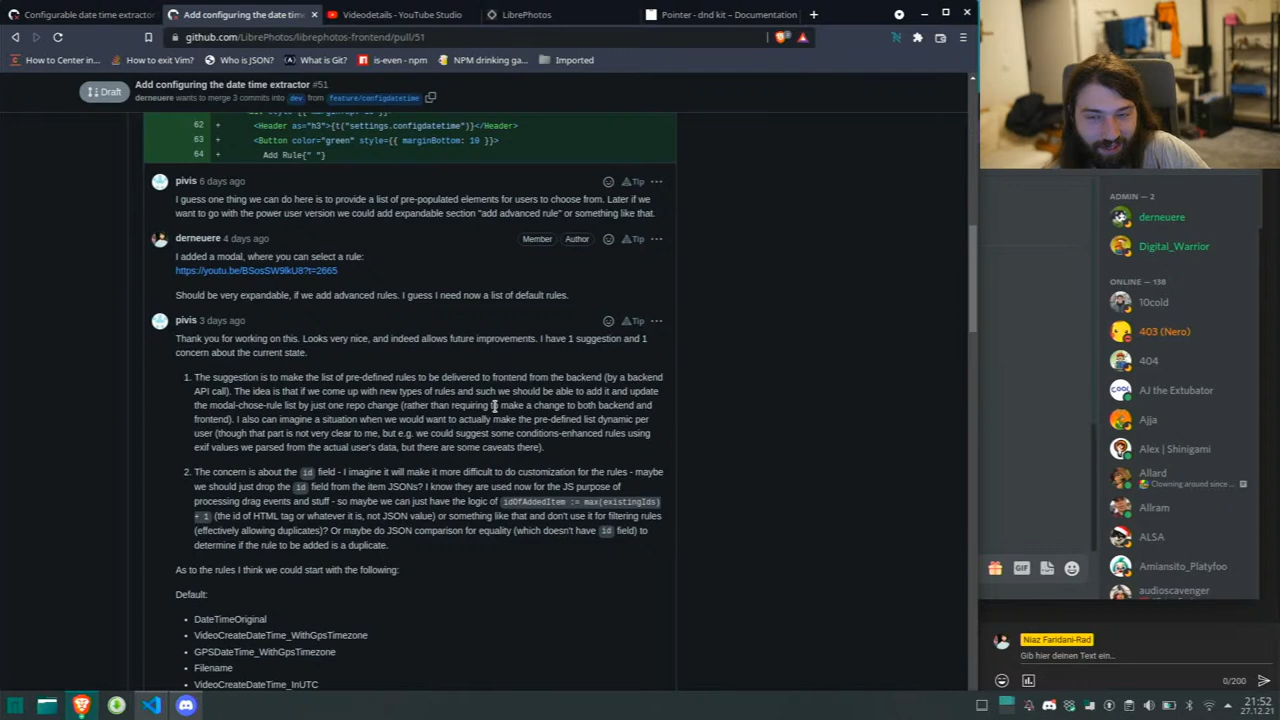 Configurable date time extractor
Add configuring the date tim
Videodetails - YouTube Studio
LibrePhotos
Pointer - dnd kit – Documentation
github.com/LibrePhotos/librephotos-frontend/pull/51
How to Center in...
How to exit Vim?
Who is JSON?
What is Git?
is-even - npm
NPM drinking ga...
Imported
Draft
Add configuring the date time extractor #51
derneuere wants to merge 3 commits into dev from feature/configdatetime
62 + <Header as="h3">{t("settings.configdatetime")}</Header>
63 + <Button color="green" style={{ marginBottom: 10 }}>
64 + Add Rule{" "}
pivis 6 days ago
Tip
I guess one thing we can do here is to provide a list of pre-populated elements for users to choose from. Later if we
want to go with the power user version we could add expandable section "add advanced rule" or something like that.
derneuere 4 days ago
Member
Author
Tip
I added a modal, where you can select a rule:
https://youtu.be/BSosSW9lkU8?t=2665
Should be very expandable, if we add advanced rules. I guess I need now a list of default rules.
pivis 3 days ago
Tip
Thank you for working on this. Looks very nice, and indeed allows future improvements. I have 1 suggestion and 1
concern about the current state.
1. The suggestion is to make the list of pre-defined rules to be delivered to frontend from the backend (by a backend
API call). The idea is that if we come up with new types of rules and such we should be able to add it and update
the modal-chose-rule list by just one repo change (rather than requiring to make a change to both backend and
frontend). I also can imagine a situation when we would want to actually make the pre-defined list dynamic per
user (though that part is not very clear to me, but e.g. we could suggest some conditions-enhanced rules using
exif values we parsed from the actual user's data, but there are some caveats there).
2. The concern is about the id field - I imagine it will make it more difficult to do customization for the rules - maybe
we should just drop the id field from the item JSONs? I know they are used now for the JS purpose of
processing drag events and stuff - so maybe we can just have the logic of idOfAddedItem := max(existingIds)
+ 1 (the id of HTML tag or whatever it is, not JSON value) or something like that and don't use it for filtering rules
(effectively allowing duplicates)? Or maybe do JSON comparison for equality (which doesn't have id field) to
determine if the rule to be added is a duplicate.
As to the rules I think we could start with the following:
Default:
• DateTimeOriginal
• VideoCreateDateTime_WithGpsTimezone
• GPSDateTime_WithGpsTimezone
• Filename
• VideoCreateDateTime_InUTC
ADMIN — 2
derneuere
Digital_Warrior
ONLINE — 138
10cold
403 (Nero)
404
AJ the Extubator
Ajja
Alex | Shinigami
Allard
Clowning around since ...
Allram
ALSA
Amiansito_Platyfoo
audioscavenger
GIF
Niaz Faridani-Rad
Gib hier deinen Text ein...
0/200
21:52
27.12.21